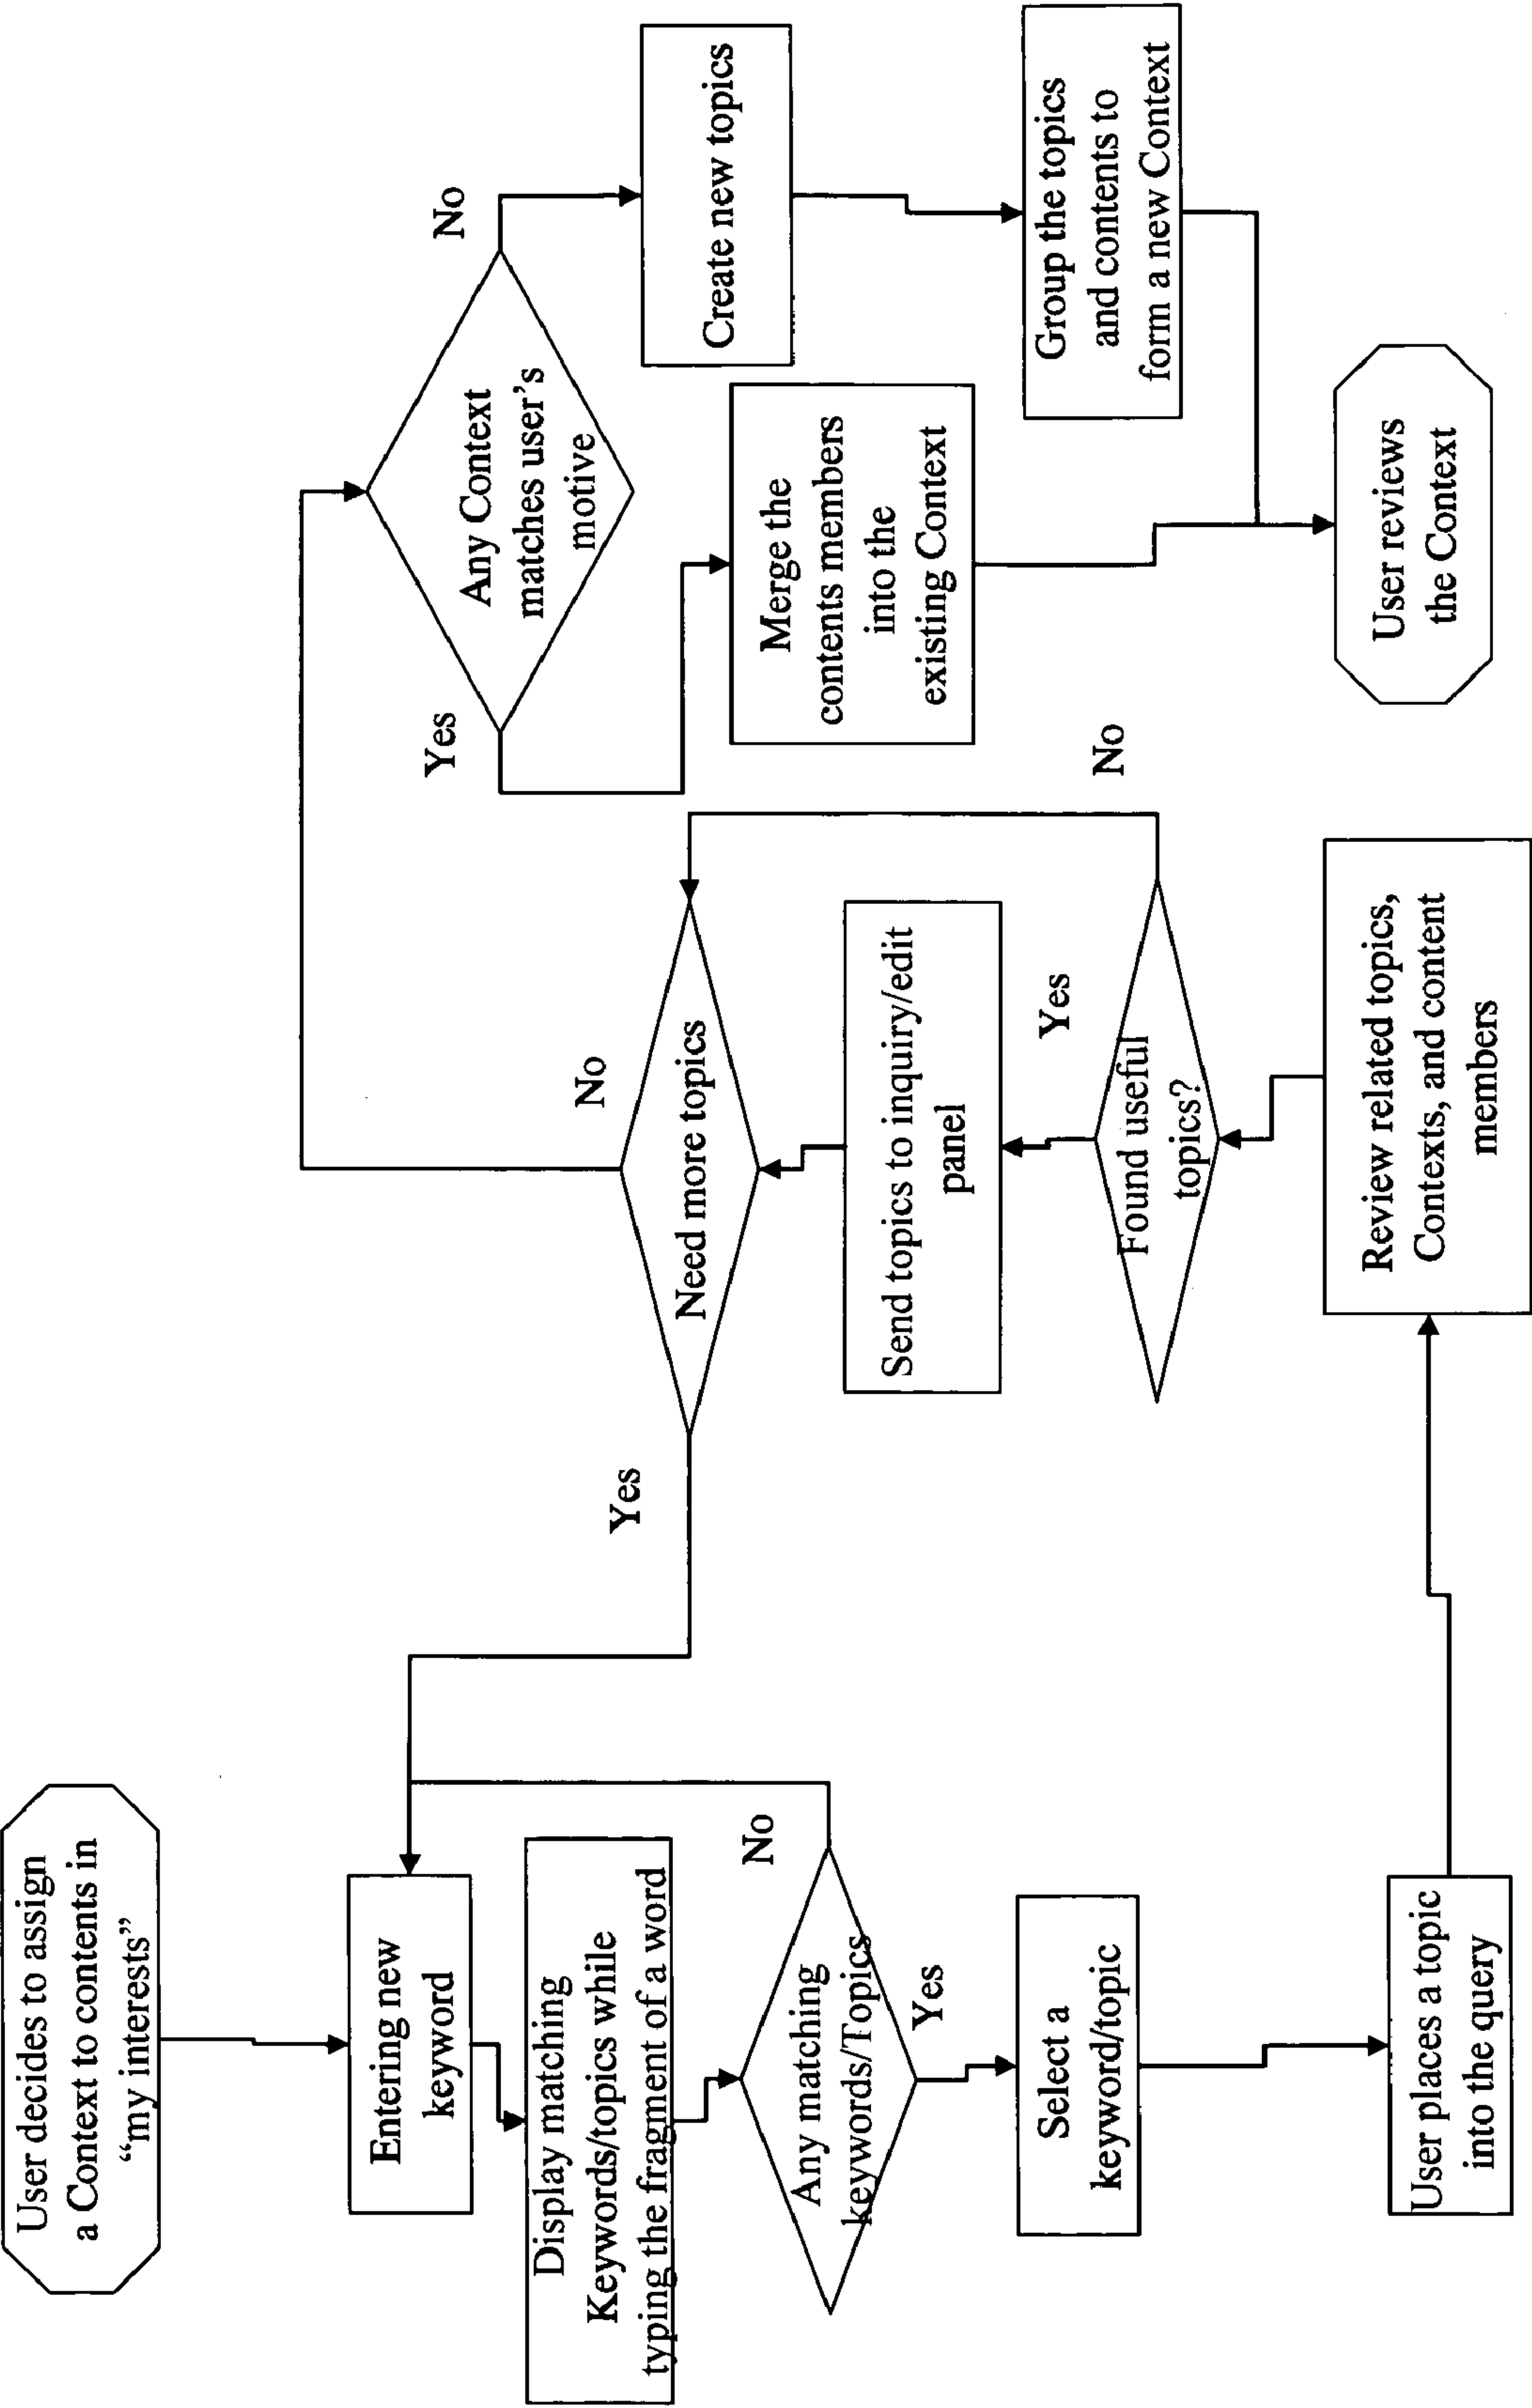 User decides to assign
a Context to contents in
“my interests”
Entering new
keyword
Display matching
Keywords/topics while
typing the fragment of a word
Any matching
keywords/Topics
No
Yes
Select a
keyword/topic
User places a topic
into the query
Review related topics,
Contexts, and content
members
Found useful
topics?
Yes
No
Send topics to inquiry/edit
panel
Need more topics
Yes
No
Any Context
matches user's
motive
Yes
No
Merge the
contents members
into the
existing Context
Create new topics
Group the topics
and contents to
form a new Context
User reviews
the Context